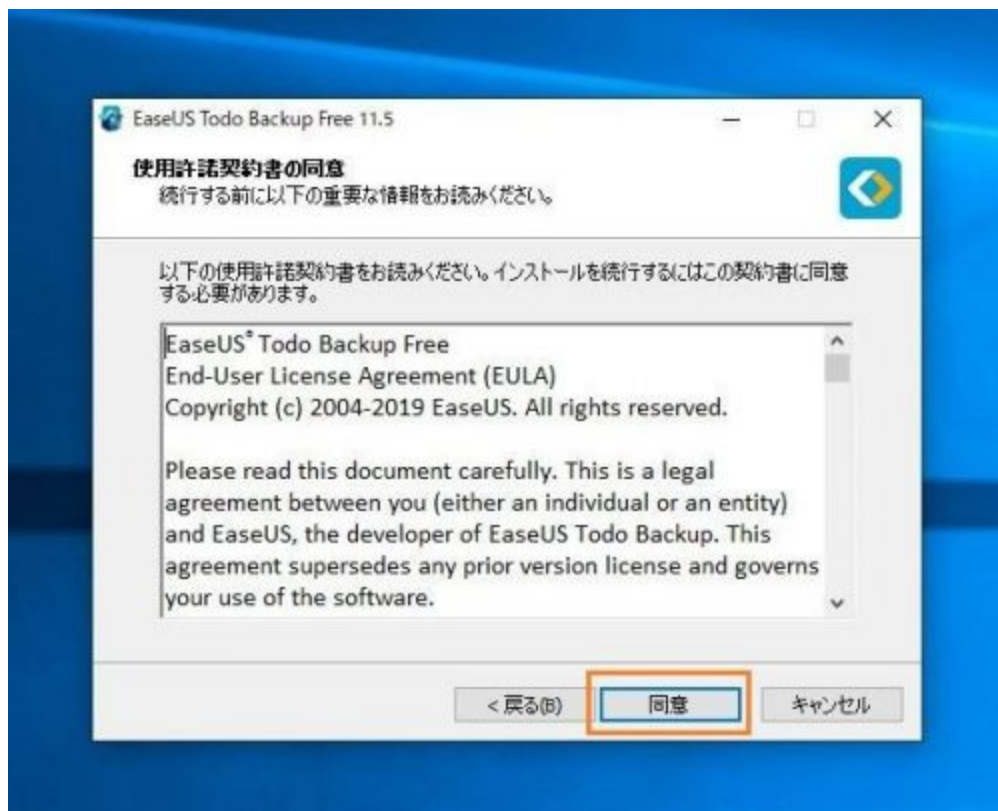 EaseUS Todo Backup Free 11.5
使用許諾契約書の同意
続行する前に以下の重要な情報をお読みください。
以下の使用許諾契約書をお読みください。インストールを続行するにはこの契約書に同意
する必要があります。
EaseUS® Todo Backup Free
End-User License Agreement (EULA)
Copyright (c) 2004-2019 EaseUS. All rights reserved.
Please read this document carefully. This is a legal
agreement between you (either an individual or an entity)
and EaseUS, the developer of EaseUS Todo Backup. This
agreement supersedes any prior version license and governs
your use of the software.
< 戻る(B) 同意 キャンセル